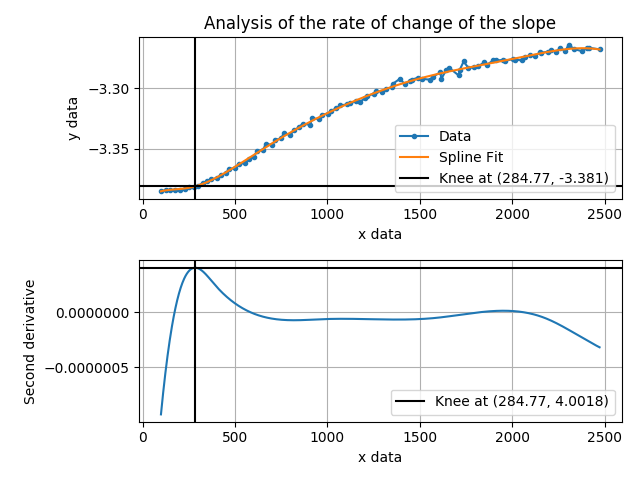 Analysis of the rate of change of the slope
−3.30
−3.35
y data
Data
Spline Fit
Knee at (284.77, -3.381)
0 500 1000 1500 2000 2500
x data
0.0000000
−0.0000005
Second derivative
Knee at (284.77, 4.0018)
0 500 1000 1500 2000 2500
x data